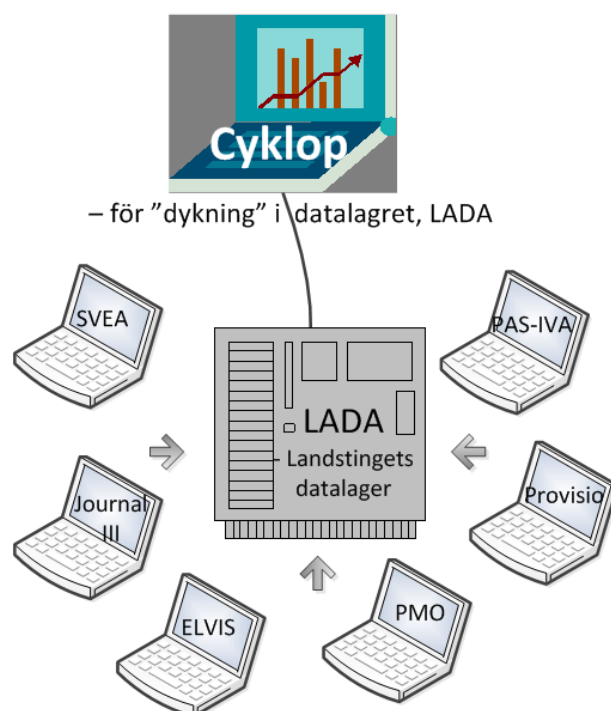 Cyklop
– för ”dykning” i datalagret, LADA
SVEA
PAS-IVA
LADA
- Landstingets
datalager
Journal
III
Provisio
ELVIS
PMO